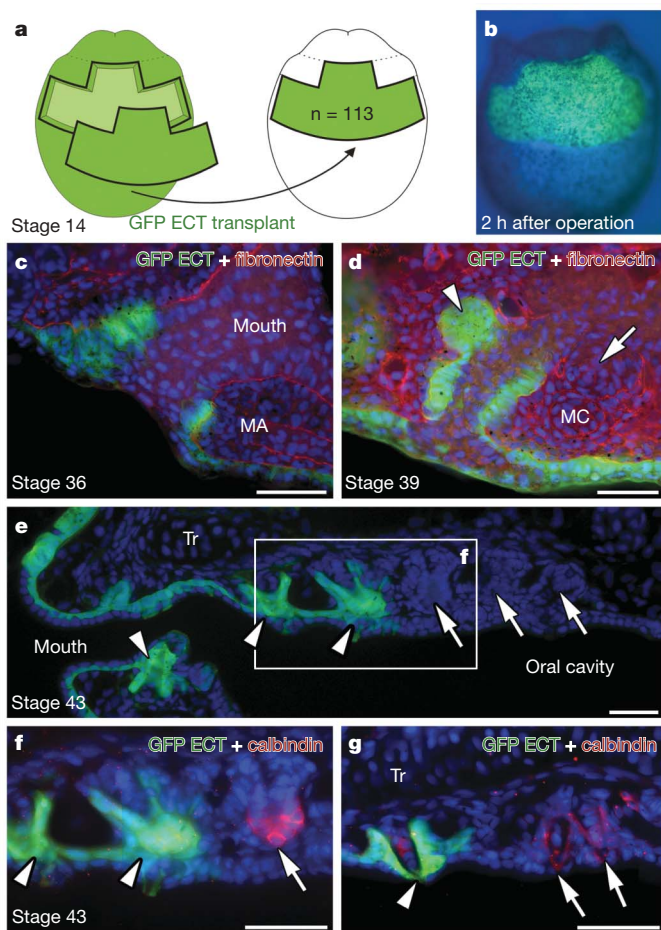 a
n = 113
Stage 14
GFP ECT transplant
b
2 h after operation
c
GFP ECT + fibronectin
Mouth
MA
Stage 36
d
GFP ECT + fibronectin
MC
Stage 39
e
Tr
f
Mouth
Oral cavity
Stage 43
f
GFP ECT + calbindin
Stage 43
g
GFP ECT + calbindin
Tr